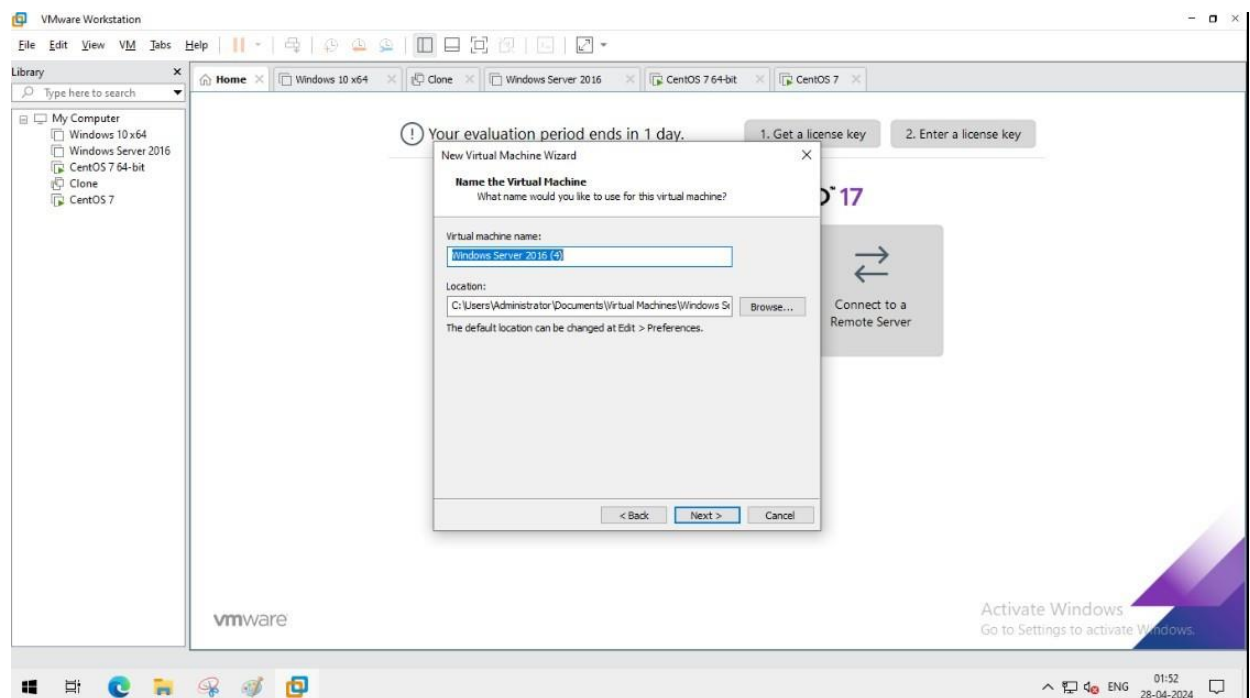 VMware Workstation
File Edit View VM Tabs Help
Library
Type here to search
My Computer
Windows 10 x64
Windows Server 2016
CentOS 7 64-bit
Clone
CentOS 7
Home
Windows 10 x64
Clone
Windows Server 2016
CentOS 7 64-bit
CentOS 7
Your evaluation period ends in 1 day.
1. Get a license key
2. Enter a license key
17
Connect to a
Remote Server
New Virtual Machine Wizard
Name the Virtual Machine
What name would you like to use for this virtual machine?
Virtual machine name:
Windows Server 2016 (4)
Location:
C:\Users\Administrator\Documents\Virtual Machines\Windows Se
Browse...
The default location can be changed at Edit > Preferences.
< Back
Next >
Cancel
vmware
Activate Windows
Go to Settings to activate Windows.
ENG
01:52
28-04-2024